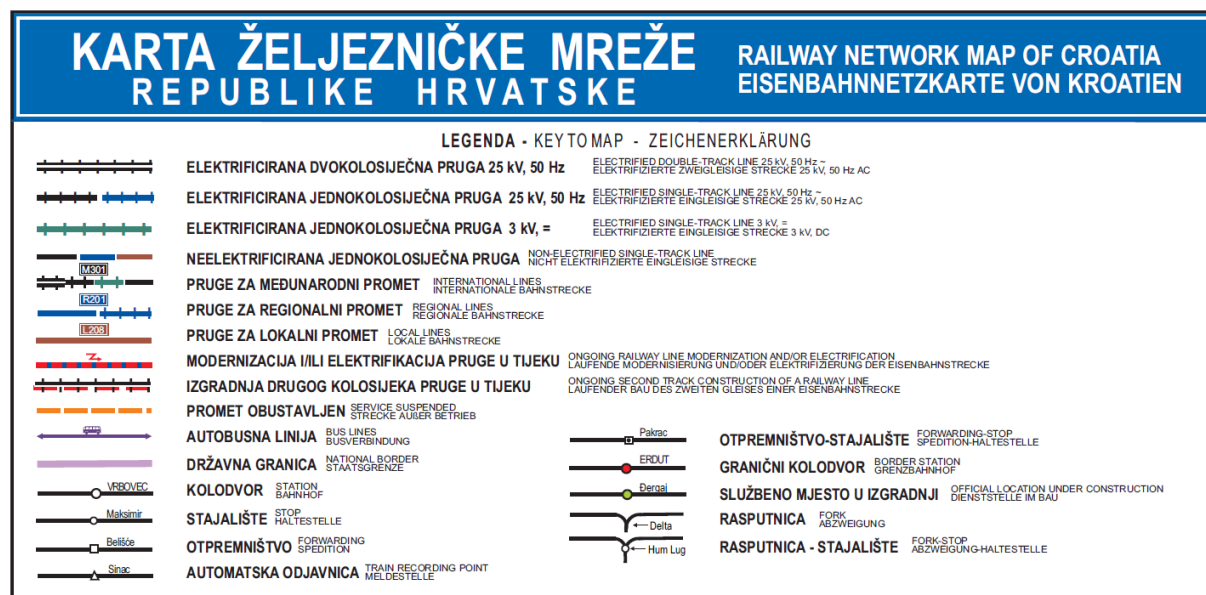 KARTA ŽELJEZNIČKE MREŽE
REPUBLIKE HRVATSKE
RAILWAY NETWORK MAP OF CROATIA
EISENBAHNNETZKARTE VON KROATIEN
LEGENDA - KEY TO MAP - ZEICHENERKLÄRUNG
ELEKTRIFICIRANA DVOKOLOSIJEČNA PRUGA 25 kV, 50 Hz
ELECTRIFIED DOUBLE-TRACK LINE 25 kV, 50 Hz ~
ELEKTRIFIZIERTE ZWEIGLEISIGE STRECKE 25 kV, 50 Hz AC
ELEKTRIFICIRANA JEDNOKOLOSIJEČNA PRUGA 25 kV, 50 Hz
ELECTRIFIED SINGLE-TRACK LINE 25 kV, 50 Hz ~
ELEKTRIFIZIERTE EINGLEISIGE STRECKE 25 kV, 50 Hz AC
ELEKTRIFICIRANA JEDNOKOLOSIJEČNA PRUGA 3 kV, =
ELECTRIFIED SINGLE-TRACK LINE 3 kV, =
ELEKTRIFIZIERTE EINGLEISIGE STRECKE 3 kV, DC
NEELEKTRIFICIRANA JEDNOKOLOSIJEČNA PRUGA
NON-ELECTRIFIED SINGLE-TRACK LINE
NICHT ELEKTRIFIZIERTE EINGLEISIGE STRECKE
M301
PRUGE ZA MEĐUNARODNI PROMET
INTERNATIONAL LINES
INTERNATIONALE BAHNSTRECKE
R201
PRUGE ZA REGIONALNI PROMET
REGIONAL LINES
REGIONALE BAHNSTRECKE
L208
PRUGE ZA LOKALNI PROMET
LOCAL LINES
LOKALE BAHNSTRECKE
MODERNIZACIJA I/ILI ELEKTRIFIKACIJA PRUGE U TIJEKU
ONGOING RAILWAY LINE MODERNIZATION AND/OR ELECTRIFICATION
LAUFENDE MODERNISIERUNG UND/ODER ELEKTRIFIZIERUNG DER EISENBAHNSTRECKE
IZGRADNJA DRUGOG KOLOSIJEKA PRUGE U TIJEKU
ONGOING SECOND TRACK CONSTRUCTION OF A RAILWAY LINE
LAUFENDER BAU DES ZWEITEN GLEISES EINER EISENBAHNSTRECKE
PROMET OBUSTAVLJEN
SERVICE SUSPENDED
STRECKE AUßER BETRIEB
AUTOBUSNA LINIJA
BUS LINES
BUSVERBINDUNG
DRŽAVNA GRANICA
NATIONAL BORDER
STAATSGRENZE
VRBOVEC
KOLODVOR
STATION
BAHNHOF
Maksimir
STAJALIŠTE
STOP
HALTESTELLE
Belišće
OTPREMNIŠTVO
FORWARDING
SPEDITION
Sinac
AUTOMATSKA ODJAVNICA
TRAIN RECORDING POINT
MELDESTELLE
Pakrac
OTPREMNIŠTVO-STAJALIŠTE
FORWARDING-STOP
SPEDITION-HALTESTELLE
ERDUT
GRANIČNI KOLODVOR
BORDER STATION
GRENZBAHNHOF
Đergaj
SLUŽBENO MJESTO U IZGRADNJI
OFFICIAL LOCATION UNDER CONSTRUCTION
DIENSTSTELLE IM BAU
Delta
RASPUTNICA
FORK
ABZWEIGUNG
Hum Lug
RASPUTNICA - STAJALIŠTE
FORK-STOP
ABZWEIGUNG-HALTESTELLE